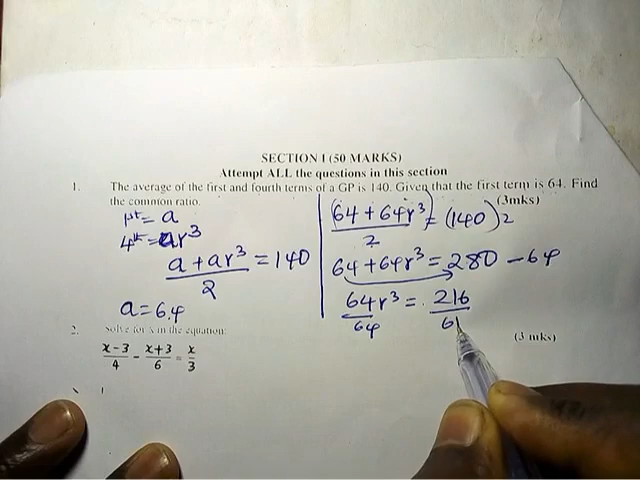 SECTION I (50 MARKS)
Attempt ALL the questions in this section
1. The average of the first and fourth terms of a GP is 140. Given that the first term is 64. Find
the common ratio. (3mks)
1st = a
4th = ar³
(a + ar³)/2 = 140
a = 64
(64 + 64r³)/2 = (140)2
64 + 64r³ = 280 - 64
64r³/64 = 216/6
2. Solve for x in the equation: (3 mks)
(x-3)/4 - (x+3)/6 = x/3